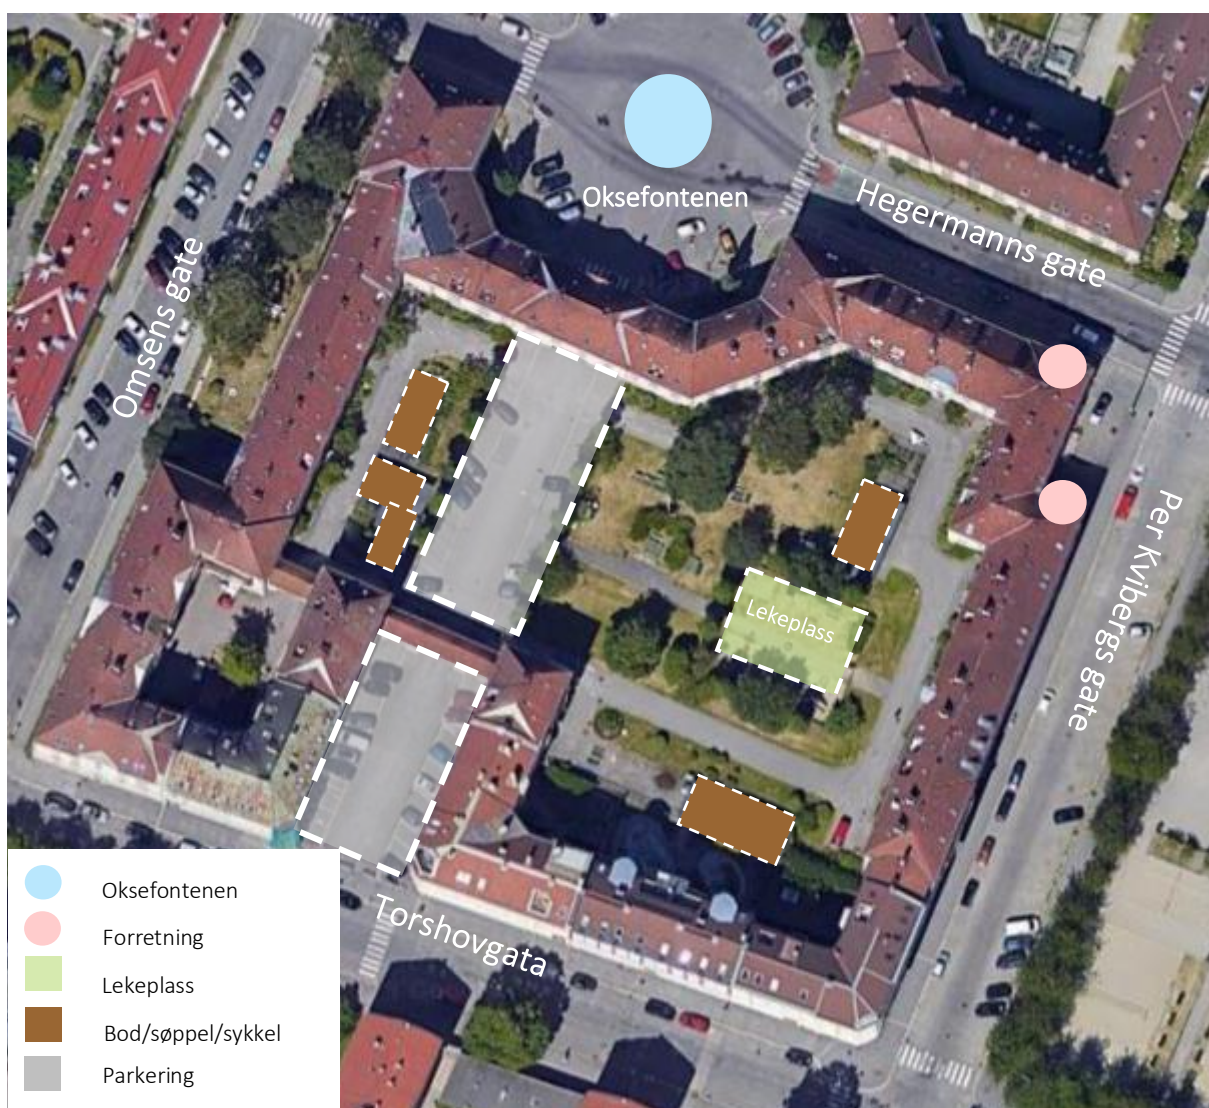 Oksefontenen
Hegermanns gate
Omsens gate
Per Kvibergs gate
Lekeplass
Torshovgata
Oksefontenen
Forretning
Lekeplass
Bod/søppel/sykkel
Parkering